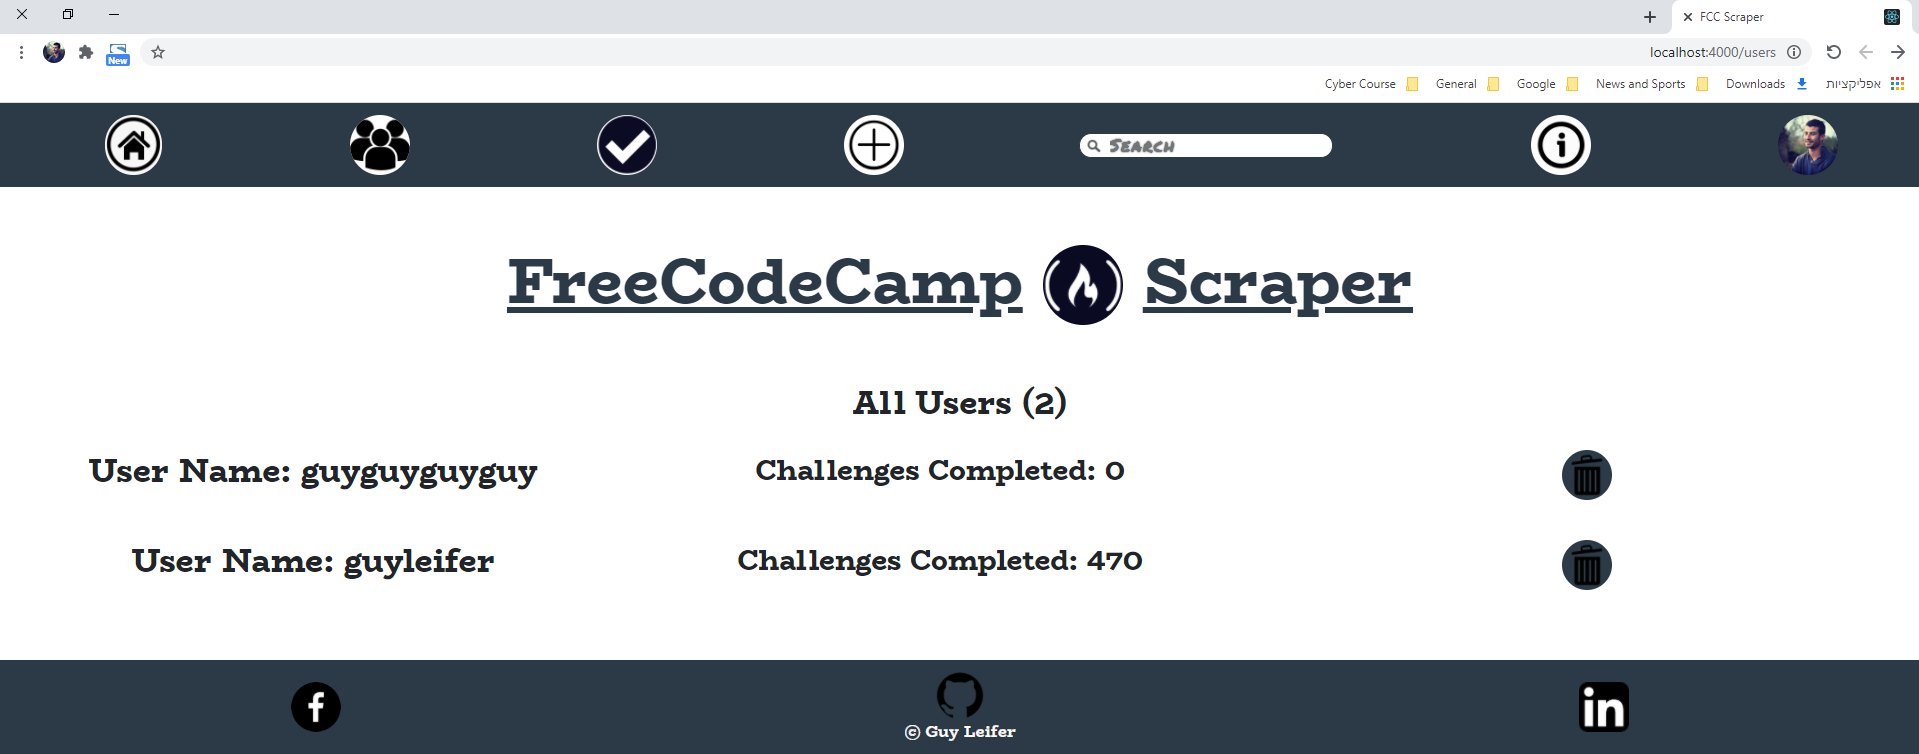 FCC Scraper
New
localhost:4000/users
Cyber Course General Google News and Sports Downloads אפליקציות
Search
FreeCodeCamp Scraper
All Users (2)
User Name: guyguyguyguy Challenges Completed: 0
User Name: guyleifer Challenges Completed: 470
f in
© Guy Leifer